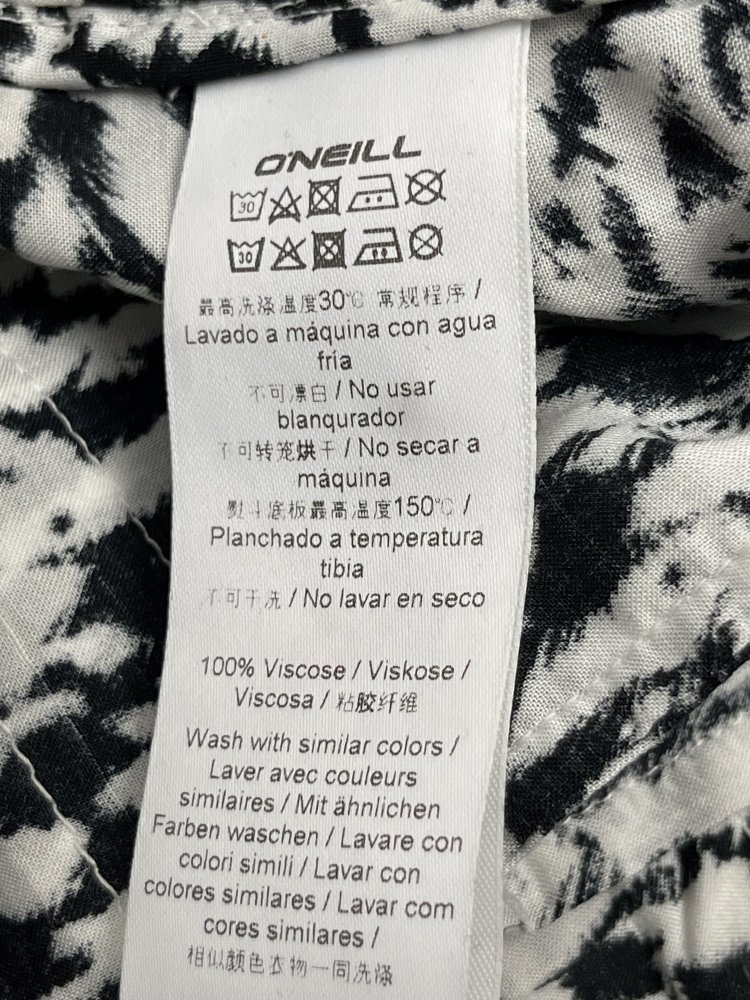 O'NEILL
30
30
最高洗涤温度30℃ 常规程序 /
Lavado a máquina con agua
fría
不可漂白 / No usar
blanqurador
不可转笼烘干 / No secar a
máquina
熨斗底板最高温度150℃ /
Planchado a temperatura
tibia
不可干洗 / No lavar en seco
100% Viscose / Viskose /
Viscosa / 粘胶纤维
Wash with similar colors /
Laver avec couleurs
similaires / Mit ähnlichen
Farben waschen / Lavare con
colori simili / Lavar con
colores similares / Lavar com
cores similares /
相似颜色衣物一同洗涤